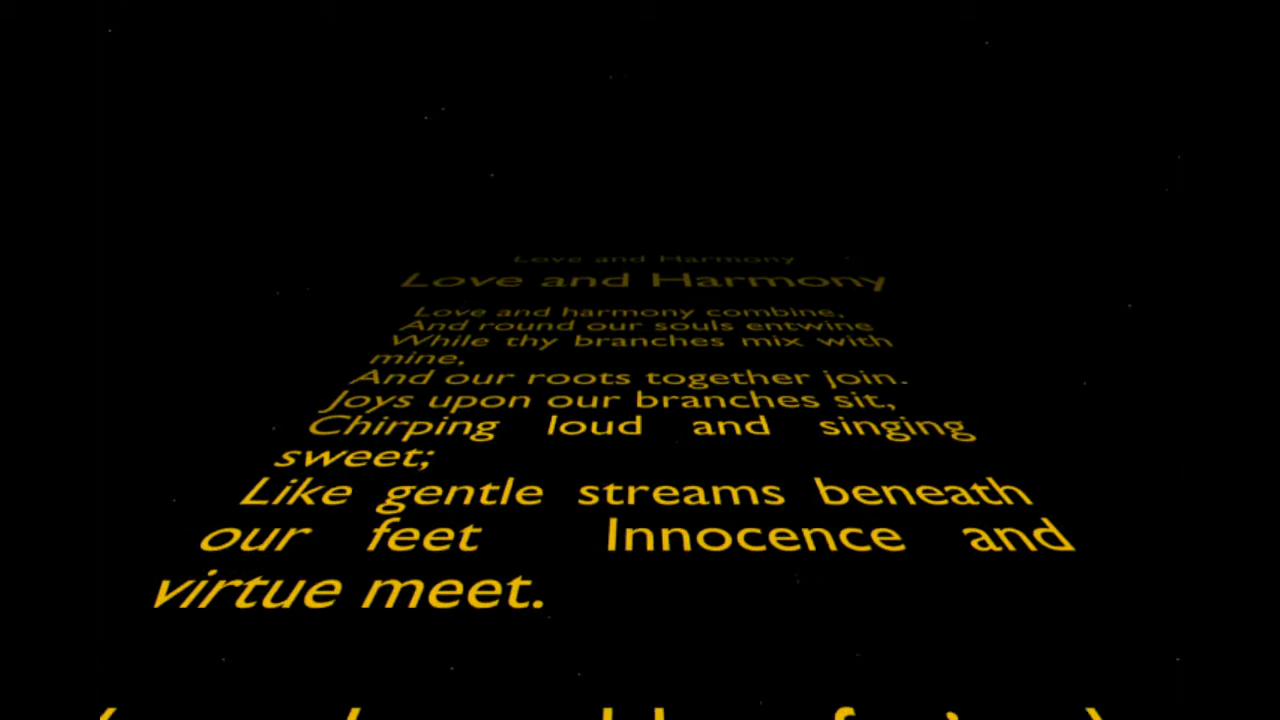 Love and Harmony
Love and Harmony
Love and harmony combine,
And round our souls entwine
While thy branches mix with
mine,
And our roots together join.
Joys upon our branches sit,
Chirping loud and singing
sweet;
Like gentle streams beneath
our feet Innocence and
virtue meet.